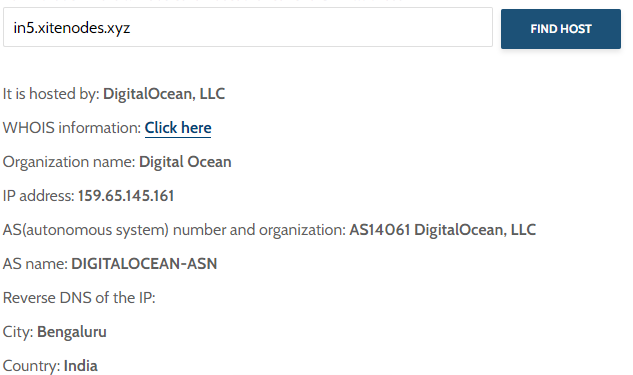 in5.xitenodes.xyz
FIND HOST
It is hosted by: DigitalOcean, LLC
WHOIS information: Click here
Organization name: Digital Ocean
IP address: 159.65.145.161
AS(autonomous system) number and organization: AS14061 DigitalOcean, LLC
AS name: DIGITALOCEAN-ASN
Reverse DNS of the IP:
City: Bengaluru
Country: India